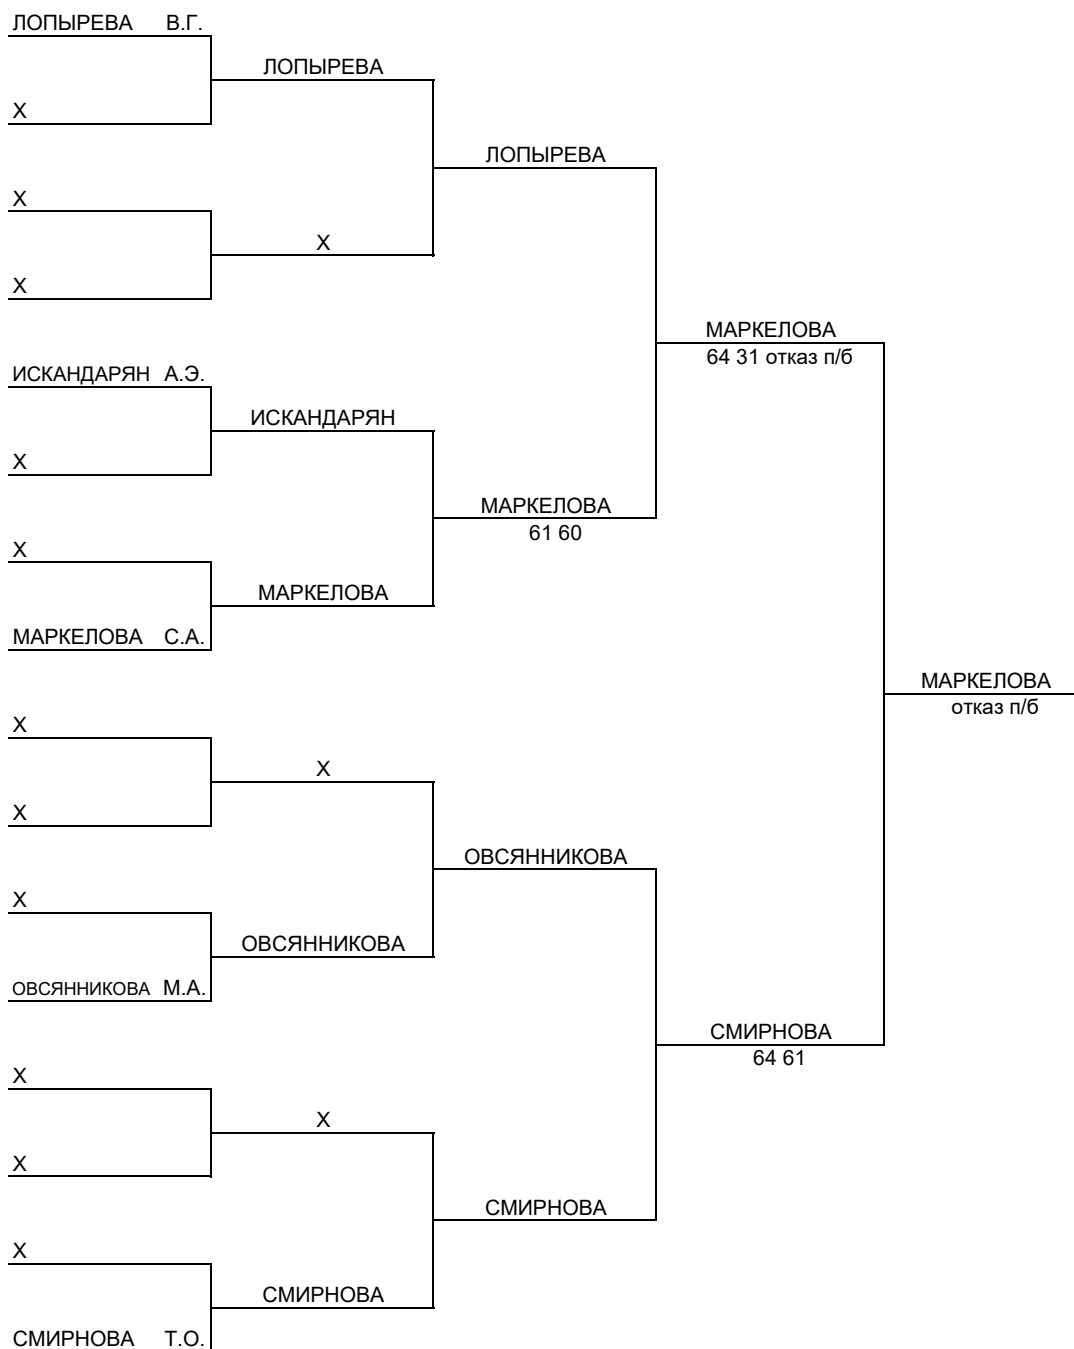 ЛОПЫРЕВА В.Г.
ЛОПЫРЕВА
X
ЛОПЫРЕВА
X
X
X
МАРКЕЛОВА
64 31 отказ п/б
ИСКАНДАРЯН А.Э.
ИСКАНДАРЯН
X
МАРКЕЛОВА
61 60
X
МАРКЕЛОВА
МАРКЕЛОВА С.А.
МАРКЕЛОВА
отказ п/б
X
X
X
ОВСЯННИКОВА
X
ОВСЯННИКОВА
ОВСЯННИКОВА М.А.
СМИРНОВА
64 61
X
X
X
СМИРНОВА
X
СМИРНОВА
СМИРНОВА Т.О.